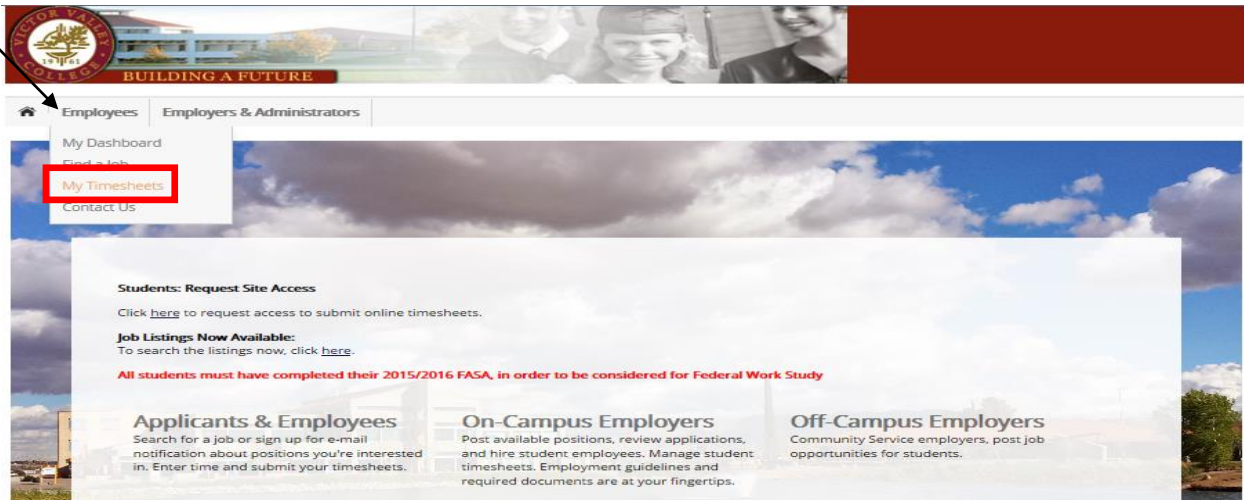 VICTOR VALLEY
1961
COLLEGE
BUILDING A FUTURE
Employees
Employers & Administrators
My Dashboard
Find a Job
My Timesheets
Contact Us
Students: Request Site Access
Click here to request access to submit online timesheets.
Job Listings Now Available:
To search the listings now, click here.
All students must have completed their 2015/2016 FASA, in order to be considered for Federal Work Study
Applicants & Employees
Search for a job or sign up for e-mail
notification about positions you're interested
in. Enter time and submit your timesheets.
On-Campus Employers
Post available positions, review applications,
and hire student employees. Manage student
timesheets. Employment guidelines and
required documents are at your fingertips.
Off-Campus Employers
Community Service employers, post job
opportunities for students.